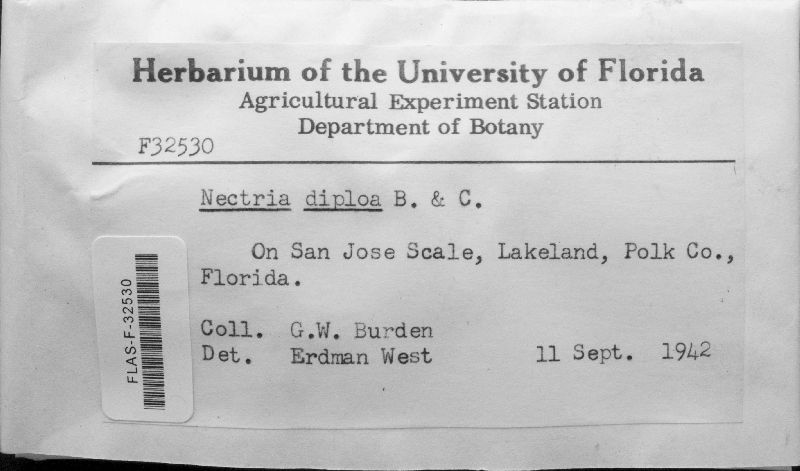 Herbarium of the University of Florida
Agricultural Experiment Station
Department of Botany
F32530
Nectria diploa B. & C.
On San Jose Scale, Lakeland, Polk Co.,
Florida.
Coll. G.W. Burden
Det. Erdman West 11 Sept. 1942
FLAS-F-32530